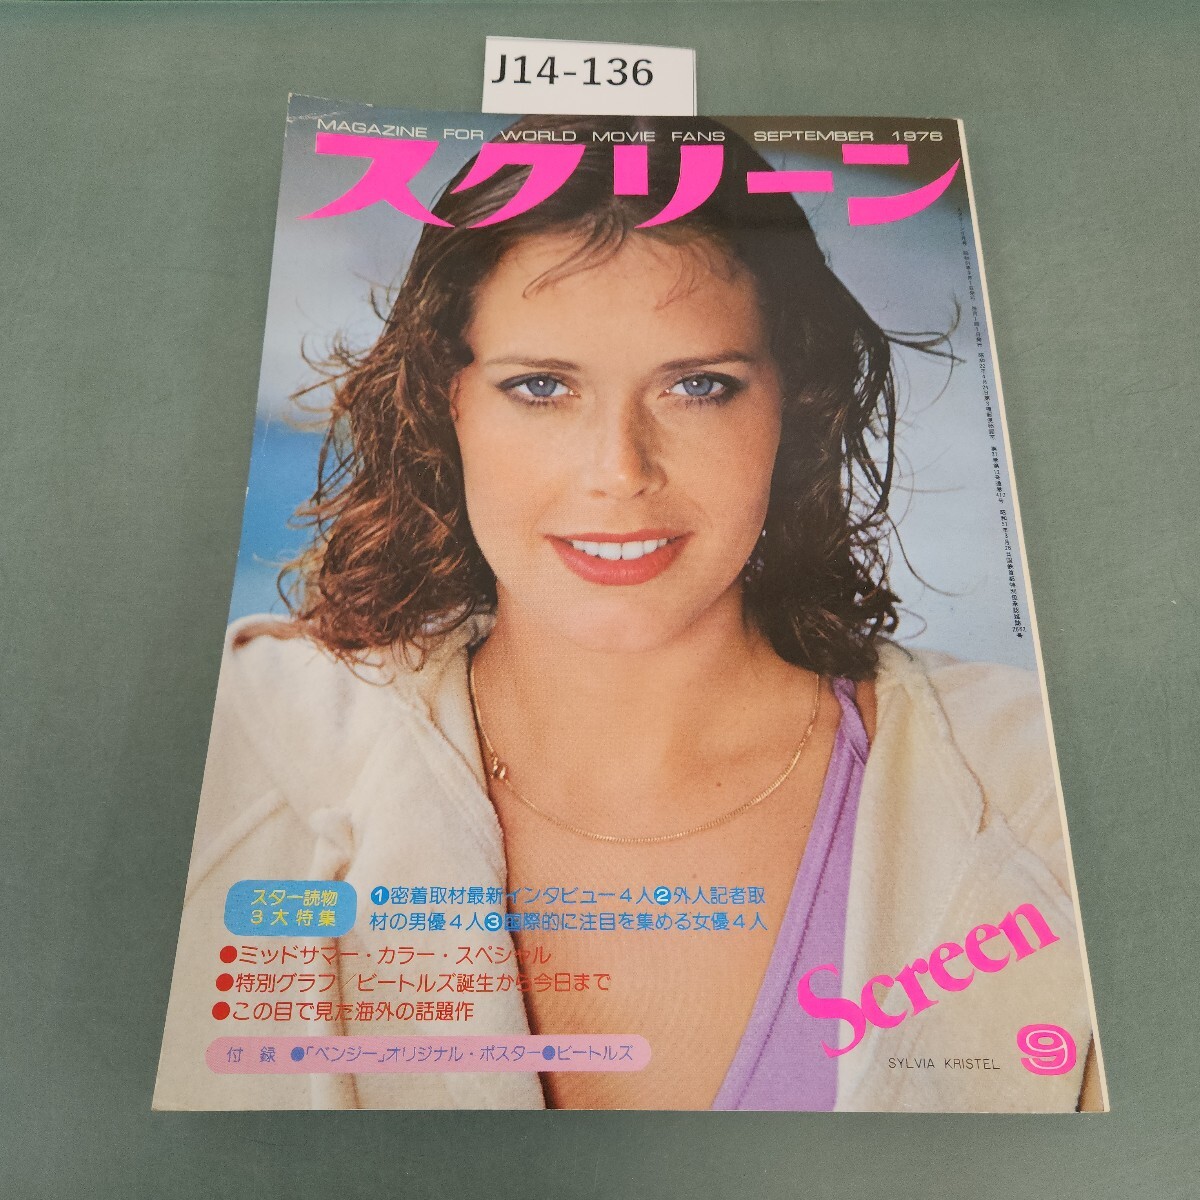 J14-136
MAGAZINE FOR WORLD MOVIE FANS SEPTEMBER 1976
スクリーン
スター読物
3大特集
❶密着取材最新インタビュー4人❷外人記者取
材の男優4人❸国際的に注目を集める女優4人
●ミッドサマー・カラー・スペシャル
●特別グラフ/ビートルズ誕生から今日まで
●この目で見た海外の話題作
付録 ●「ベンジー」オリジナル・ポスター●ビートルズ
Screen
SYLVIA KRISTEL
9